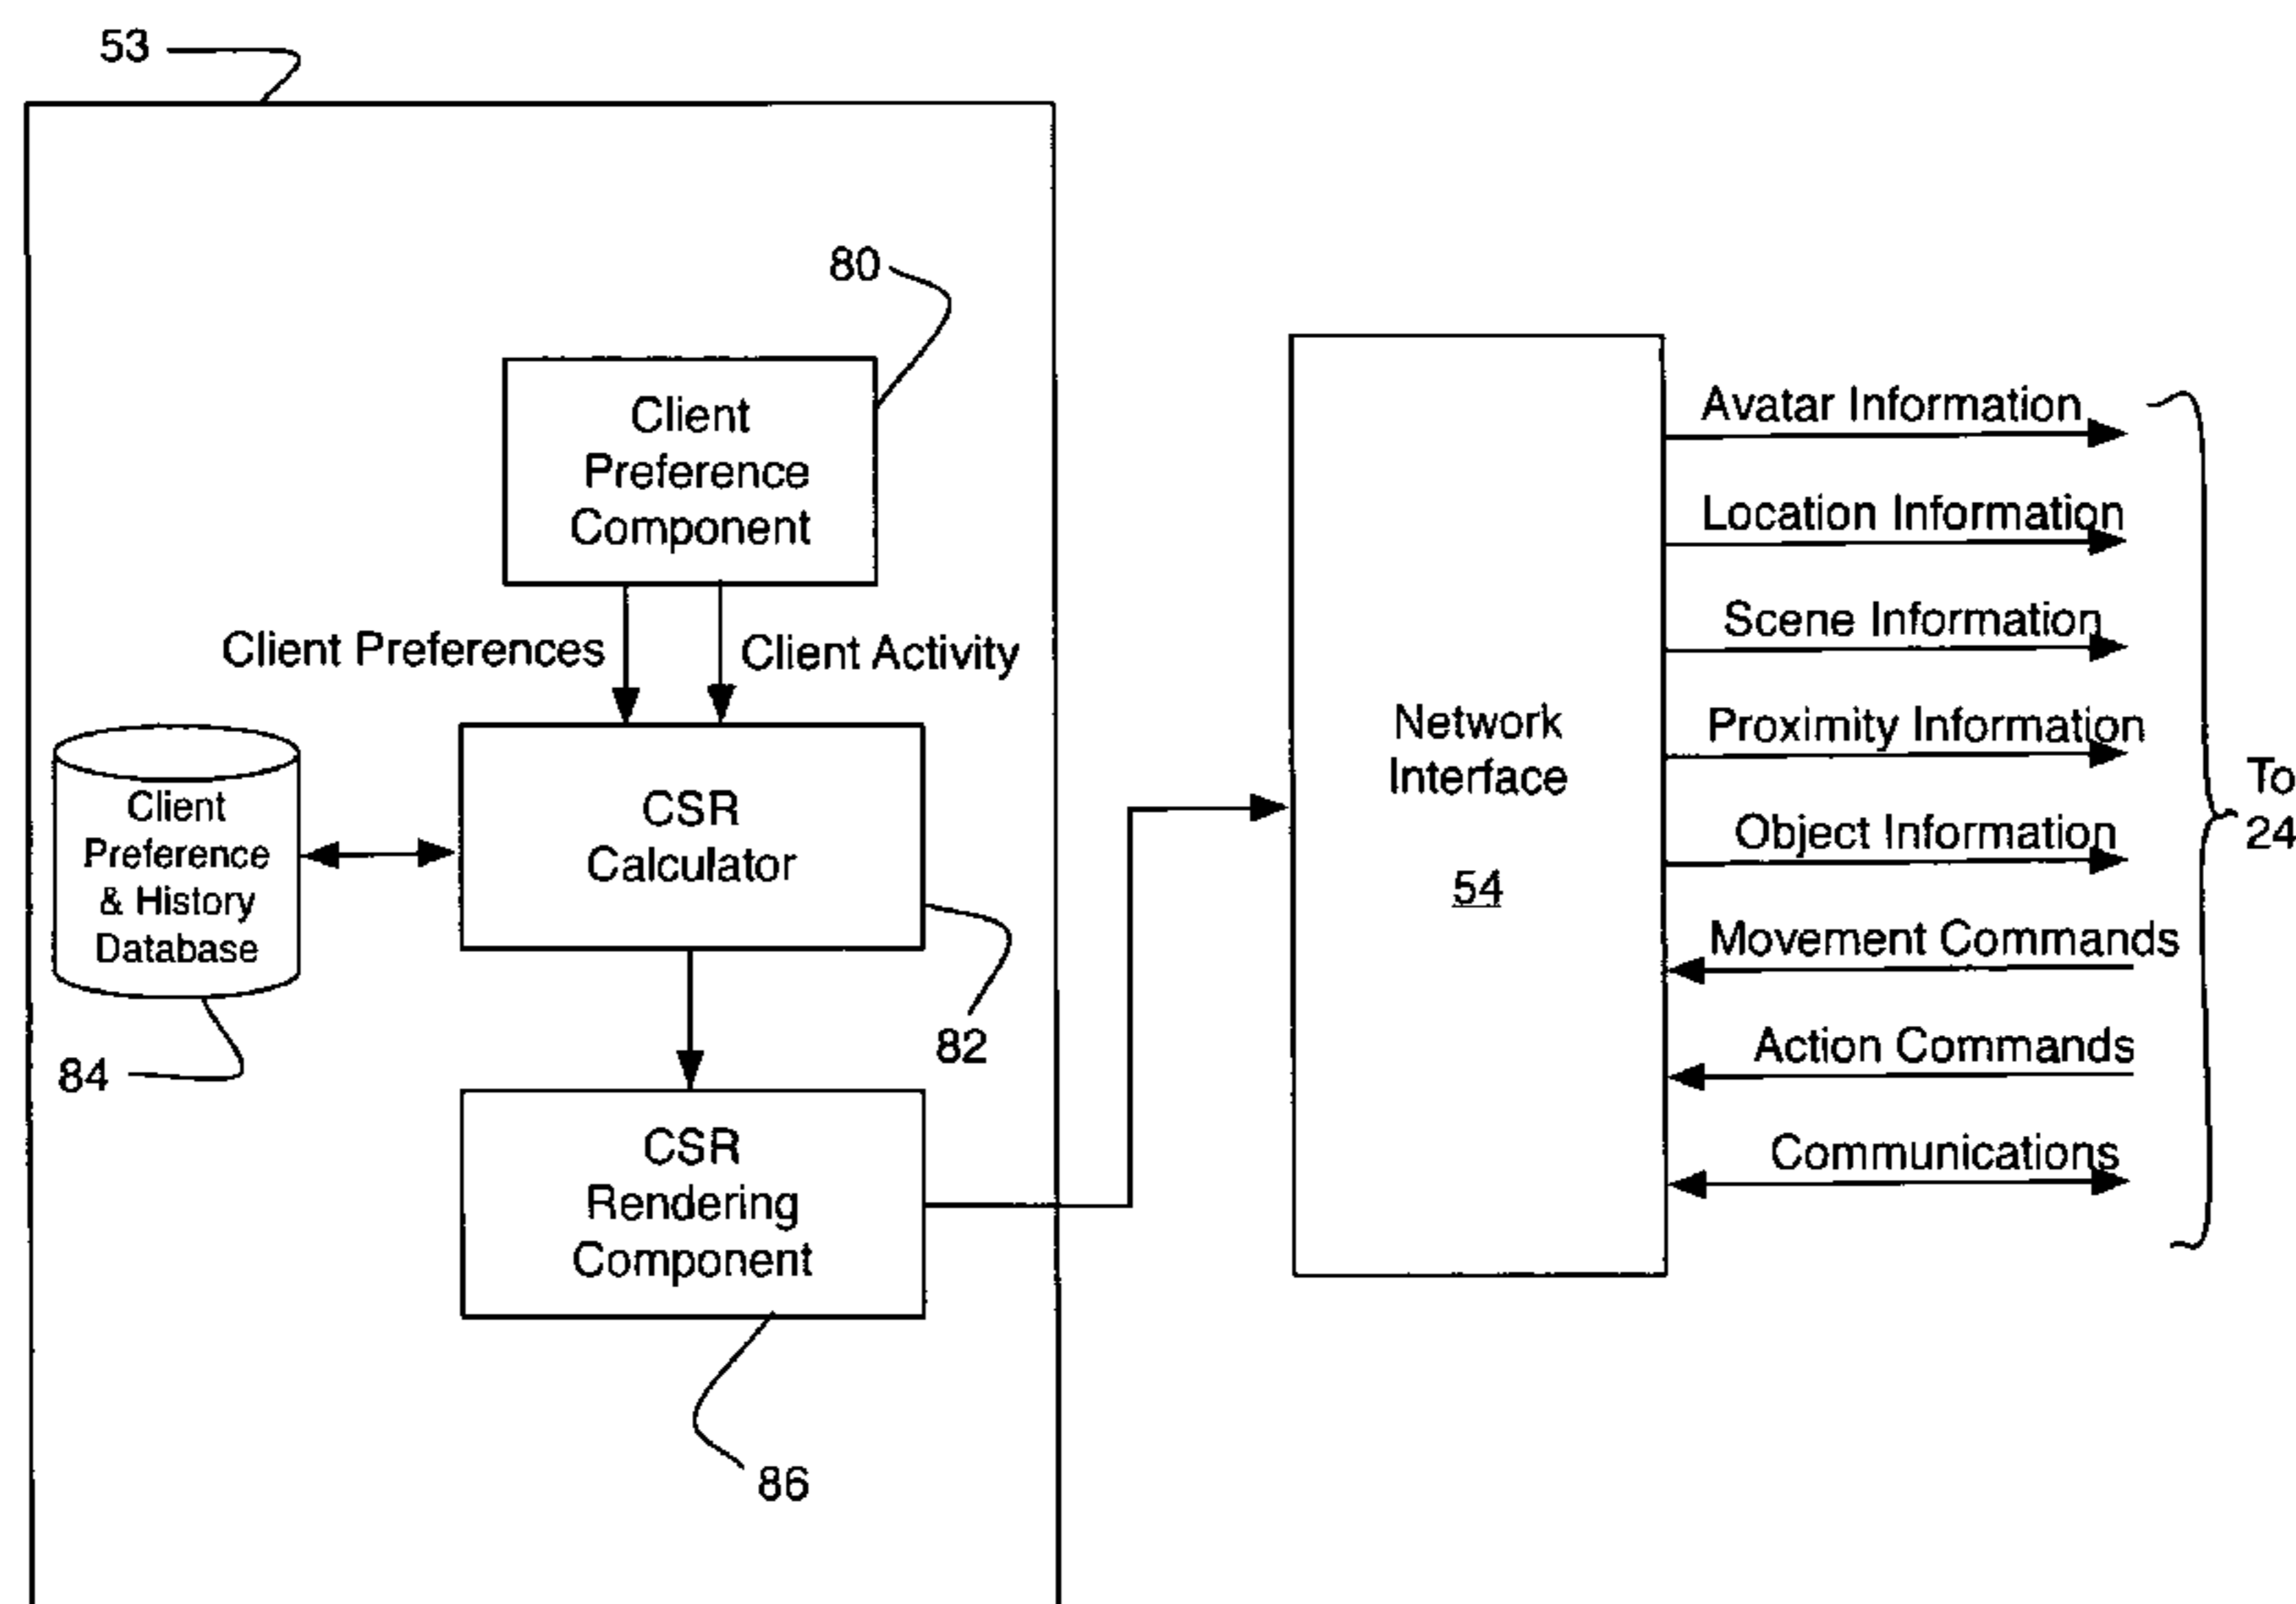 53
80
Client
Preference
Component
Client Preferences
Client Activity
Client
Preference
& History
Database
84
CSR
Calculator
82
CSR
Rendering
Component
86
Network
Interface
54
Avatar Information
Location Information
Scene Information
Proximity Information
Object Information
Movement Commands
Action Commands
Communications
To
24